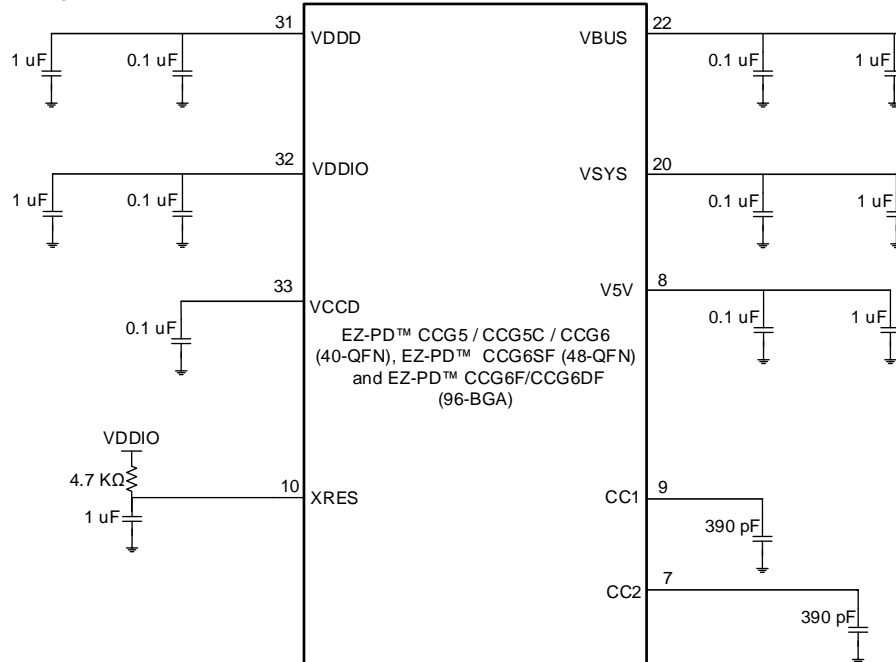 31
VDDD
VBUS
22
1 uF
0.1 uF
0.1 uF
1 uF
32
VDDIO
VSYS
20
1 uF
0.1 uF
0.1 uF
1 uF
33
VCCD
V5V
8
0.1 uF
0.1 uF
1 uF
EZ-PD™ CCG5 / CCG5C / CCG6
(40-QFN), EZ-PD™ CCG6SF (48-QFN)
and EZ-PD™ CCG6F/CCG6DF
(96-BGA)
VDDIO
4.7 KΩ
10
XRES
1 uF
CC1
9
390 pF
CC2
7
390 pF